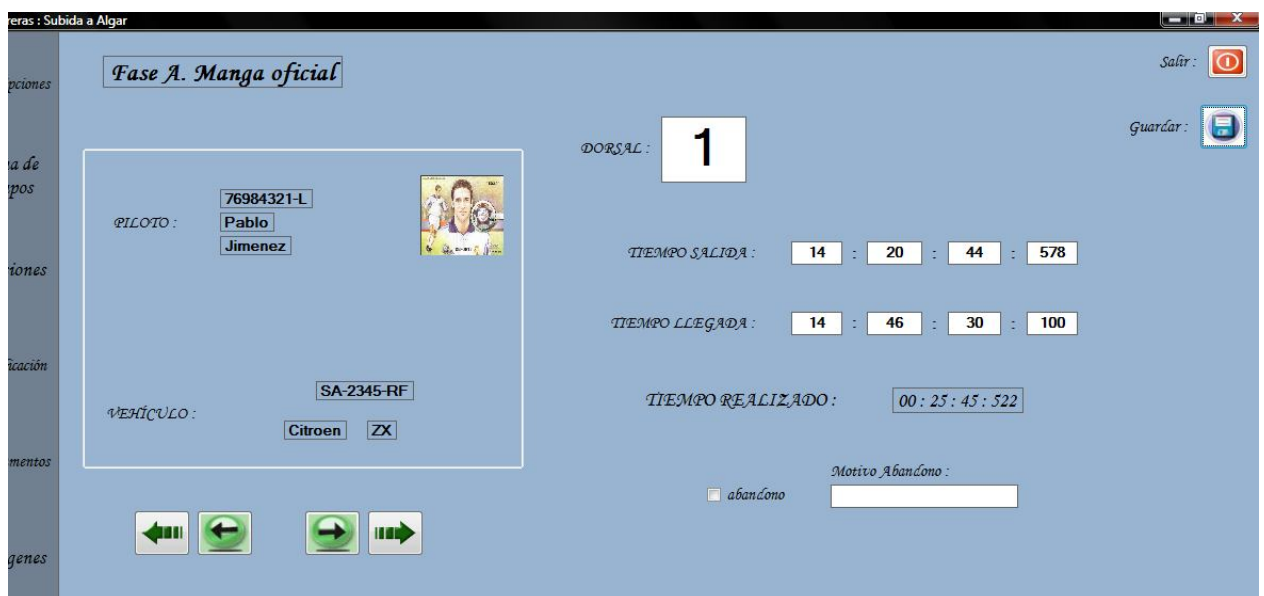 reras : Subida a Algar
Salir :
Fase A. Manga oficial
pciones
Guardar :
DORSAL : 1
a de
pos
76984321-L
PILOTO : Pablo
Jimenez
TIEMPO SALIDA : 14 : 20 : 44 : 578
iones
TIEMPO LLEGADA : 14 : 46 : 30 : 100
ficación
SA-2345-RF
TIEMPO REALIZADO : 00 : 25 : 45 : 522
VEHÍCULO :
Citroen ZX
mentos
Motivo Abandono :
abandono
genes